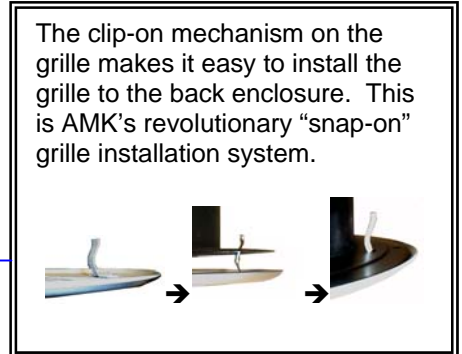 The clip-on mechanism on the
grille makes it easy to install the
grille to the back enclosure.  This
is AMK’s revolutionary “snap-on”
grille installation system.